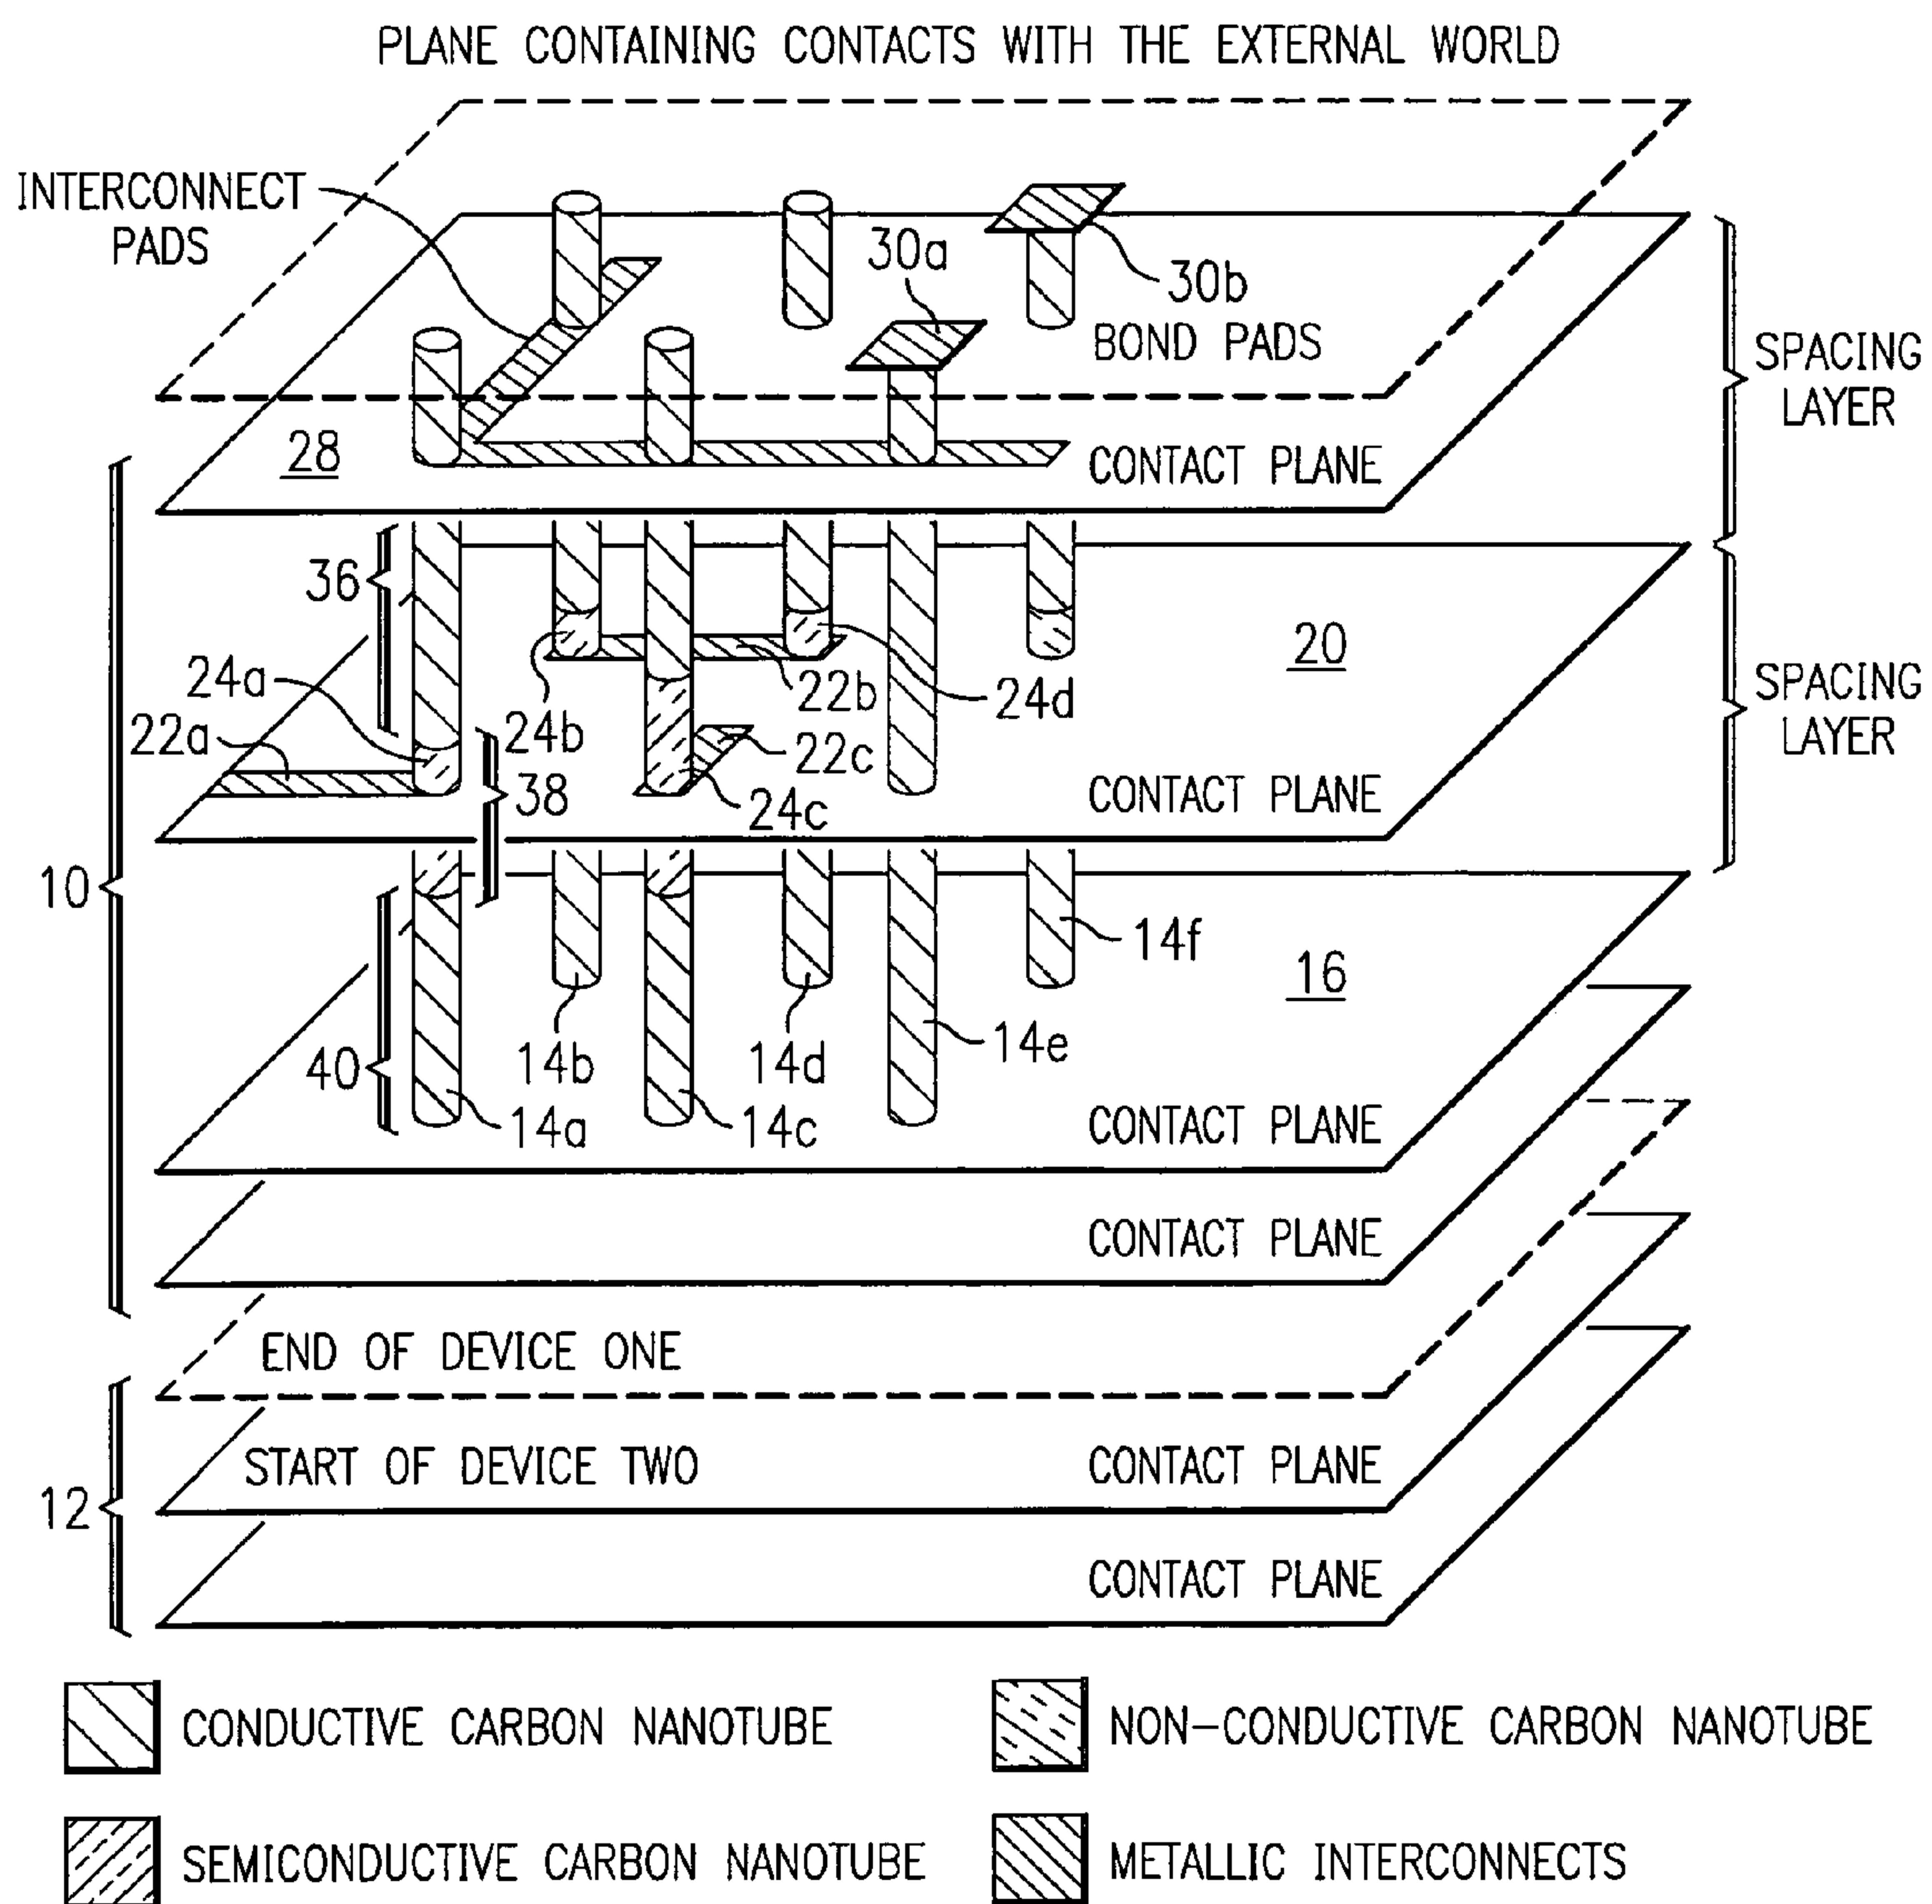 PLANE CONTAINING CONTACTS WITH THE EXTERNAL WORLD
INTERCONNECT
PADS
30a
30b
BOND PADS
SPACING
LAYER
28
CONTACT PLANE
36
20
24a
22b
24d
24b
22a
22c
SPACING
LAYER
38
24c
CONTACT PLANE
10
14f
16
14e
40
14b
14d
14a
14c
CONTACT PLANE
CONTACT PLANE
END OF DEVICE ONE
START OF DEVICE TWO
CONTACT PLANE
12
CONTACT PLANE
CONDUCTIVE CARBON NANOTUBE
NON-CONDUCTIVE CARBON NANOTUBE
SEMICONDUCTIVE CARBON NANOTUBE
METALLIC INTERCONNECTS